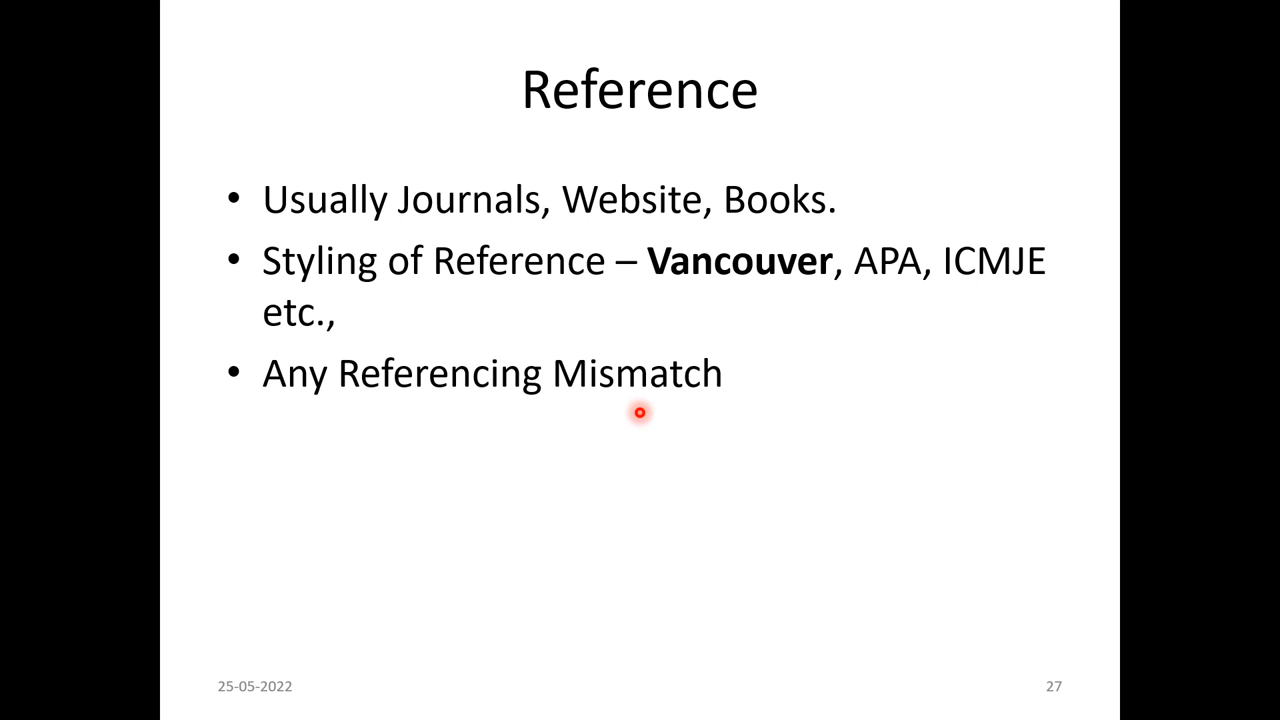 Reference
• Usually Journals, Website, Books.
• Styling of Reference – Vancouver, APA, ICMJE
etc.,
• Any Referencing Mismatch
25-05-2022
27